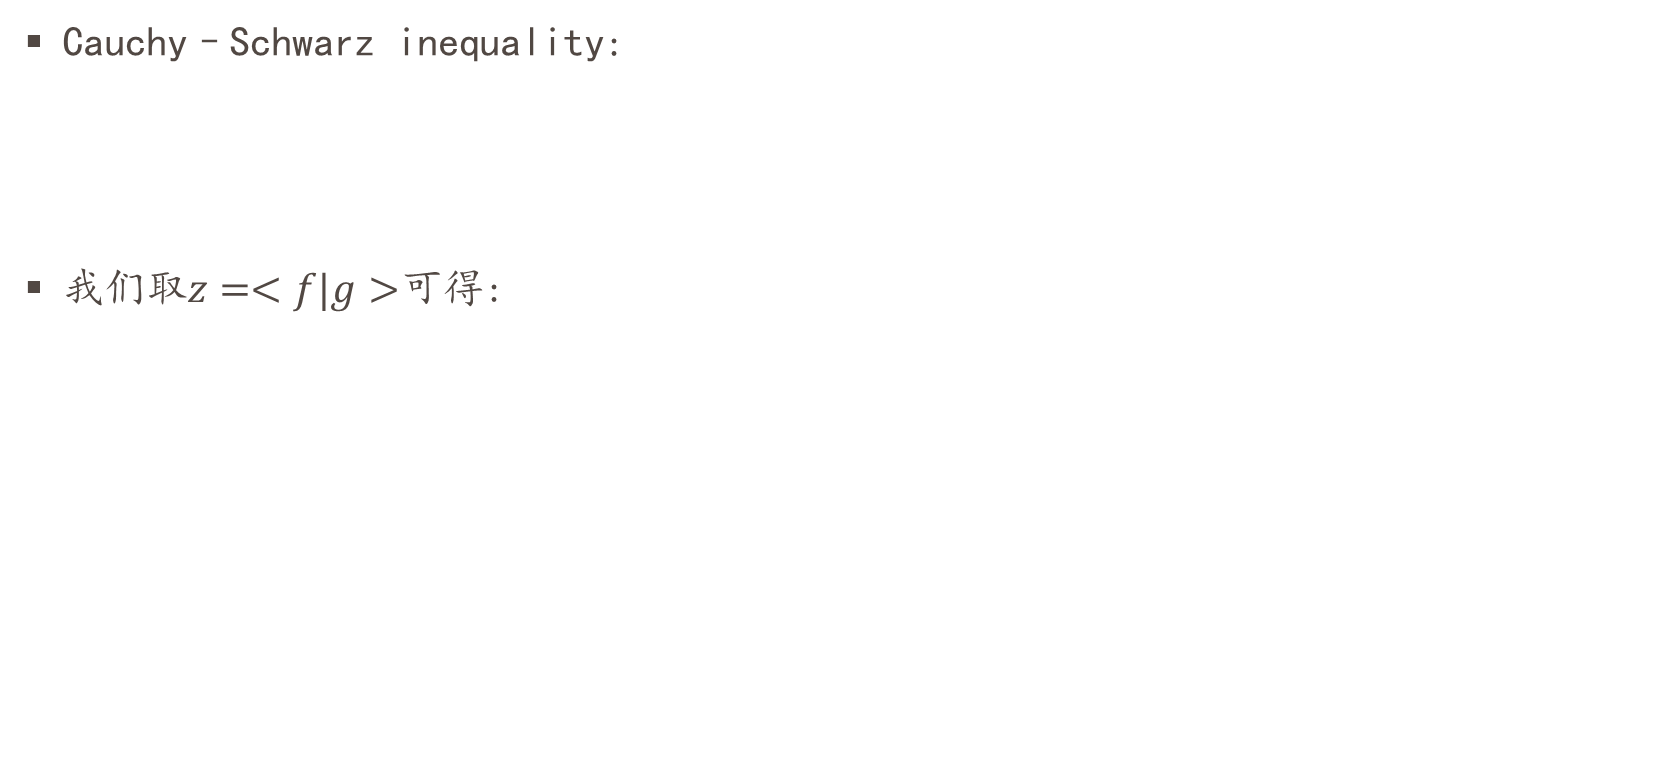 ▪ Cauchy–Schwarz inequality:
▪ 我们取z =< f|g >可得: